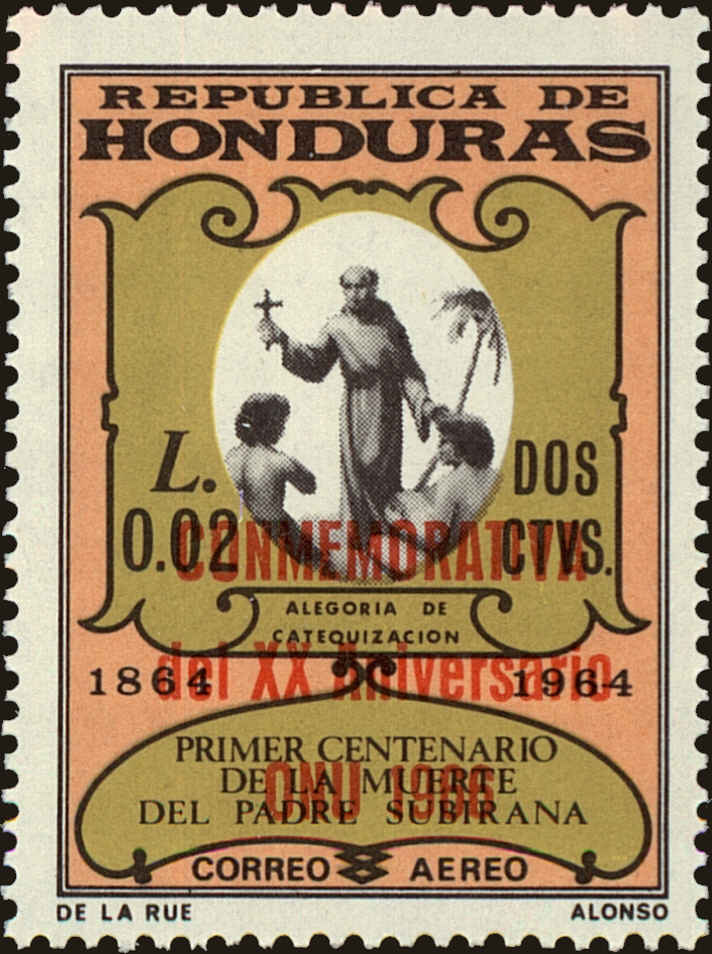 REPUBLICA DE
HONDURAS
L. DOS
0.02 CTVS.
CONMEMORATIVA
ALEGORIA DE
CATEQUIZACION
del XX Aniversario
1864 1964
PRIMER CENTENARIO
DE LA MUERTE
ONU 1966
DEL PADRE SUBIRANA
CORREO AEREO
DE LA RUE ALONSO